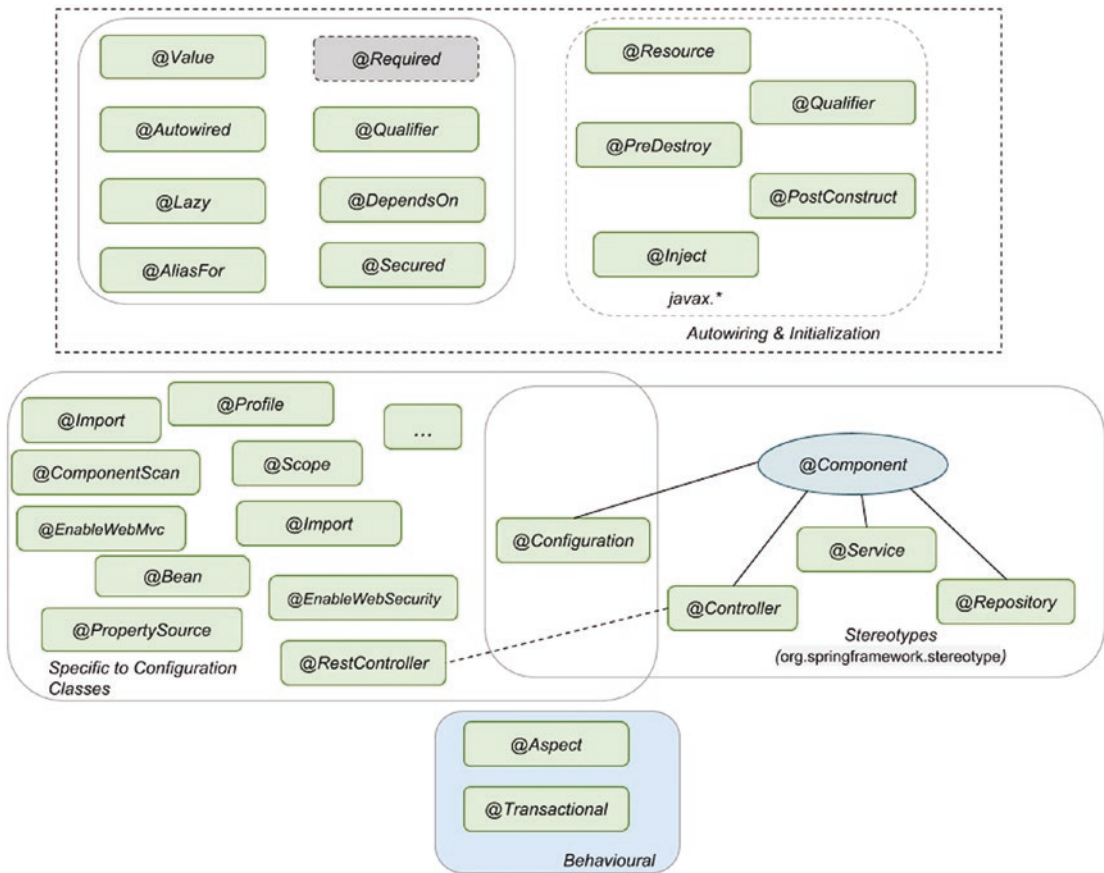 @Value
@Required
@Autowired
@Qualifier
@Lazy
@DependsOn
@AliasFor
@Secured
@Resource
@Qualifier
@PreDestroy
@PostConstruct
@Inject
javax.*
Autowiring & Initialization
@Import
@Profile
...
@ComponentScan
@Scope
@EnableWebMvc
@Import
@Bean
@EnableWebSecurity
@PropertySource
@RestController
Specific to Configuration
Classes
@Component
@Configuration
@Service
@Controller
@Repository
Stereotypes
(org.springframework.stereotype)
@Aspect
@Transactional
Behavioural